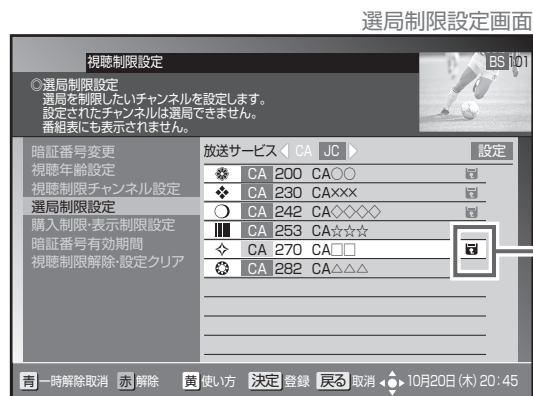 選局制限設定画面
視聴制限設定
BS 101
◎選局制限設定
選局を制限したいチャンネルを設定します。
設定されたチャンネルは選局できません。
番組表にも表示されません。
暗証番号変更
視聴年齢設定
視聴制限チャンネル設定
選局制限設定
購入制限・表示制限設定
暗証番号有効期間
視聴制限解除・設定クリア
放送サービス CA JC 設定
CA 200 CA○○
CA 230 CA×××
CA 242 CA◇◇◇◇
CA 253 CA☆☆☆
CA 270 CA□□
CA 282 CA△△△
青 一時解除取消 赤 解除 黄 使い方 決定 登録 戻る 取消 10月20日(木) 20:45